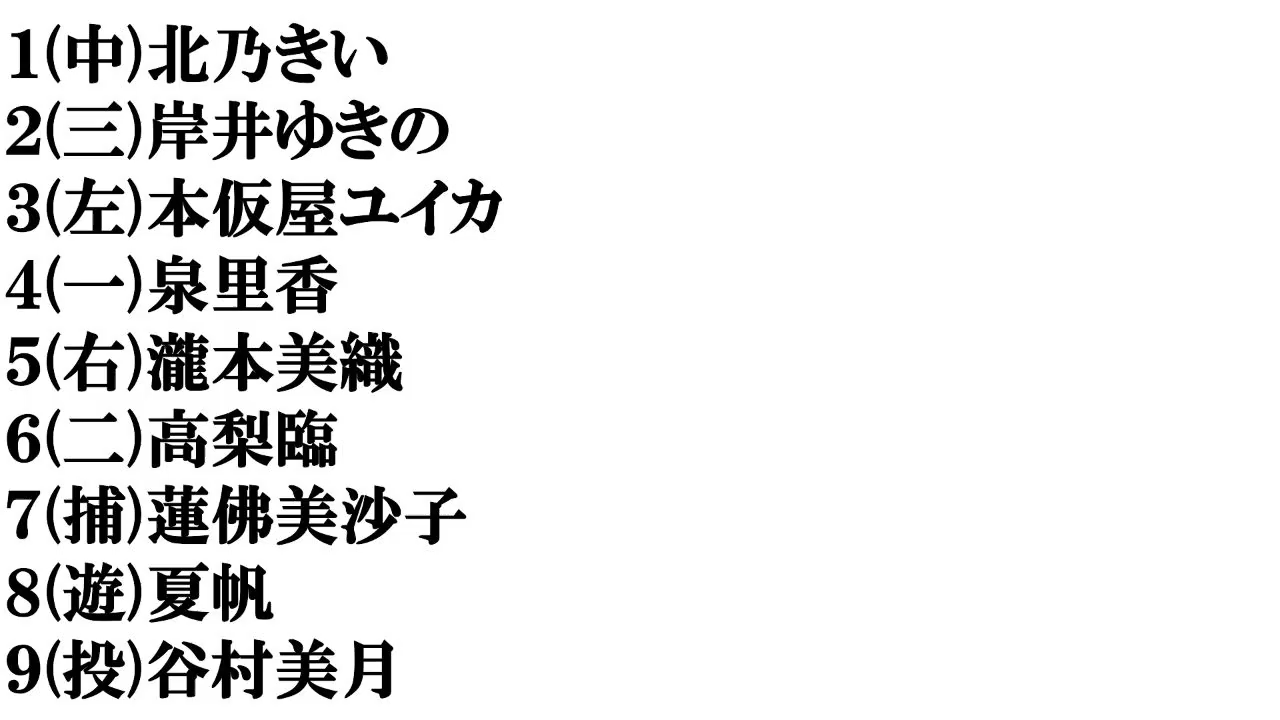 1(中)北乃きい
2(三)岸井ゆきの
3(左)本仮屋ユイカ
4(一)泉里香
5(右)瀧本美織
6(二)高梨臨
7(捕)蓮佛美沙子
8(遊)夏帆
9(投)谷村美月